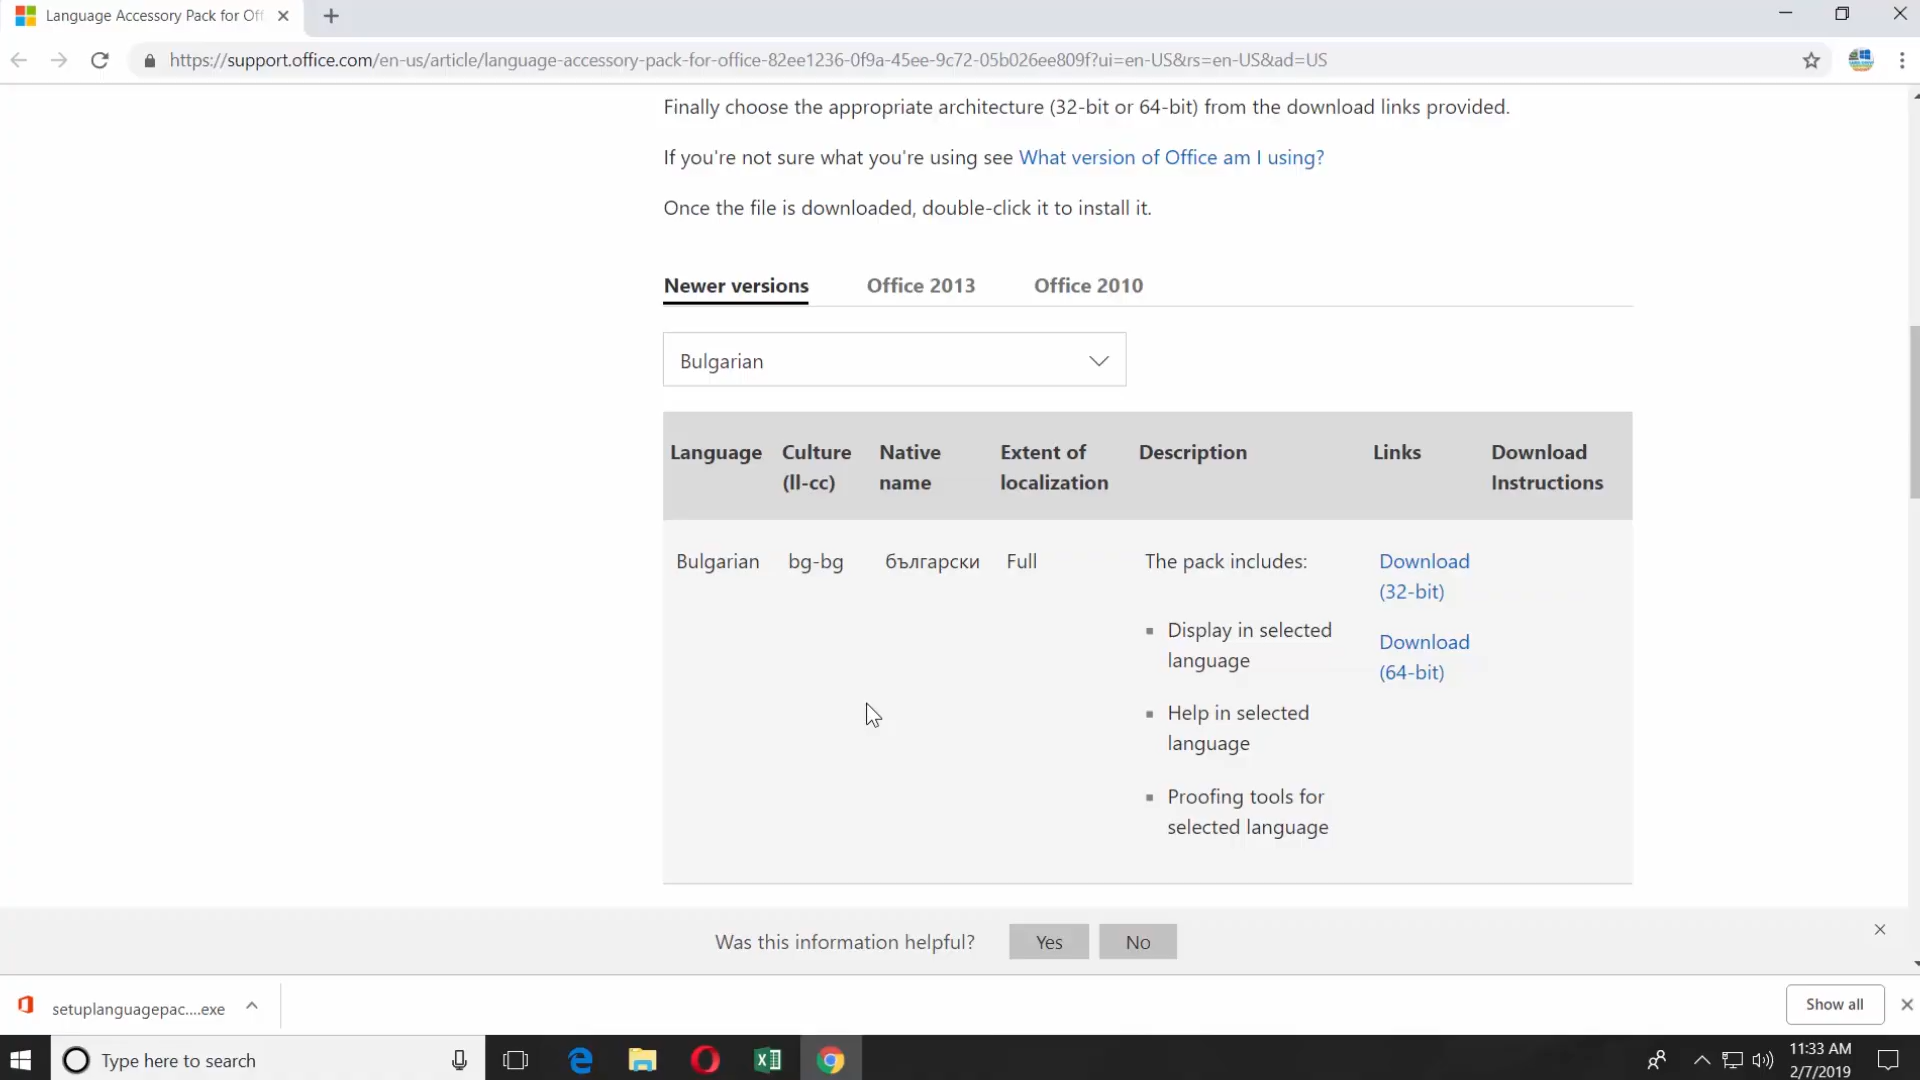 Language Accessory Pack for Off
https://support.office.com/en-us/article/language-accessory-pack-for-office-82ee1236-0f9a-45ee-9c72-05b026ee809f?ui=en-US&rs=en-US&ad=US
Finally choose the appropriate architecture (32-bit or 64-bit) from the download links provided.
If you're not sure what you're using see What version of Office am I using?
Once the file is downloaded, double-click it to install it.
Newer versions Office 2013 Office 2010
Bulgarian
Language Culture (ll-cc) Native name Extent of localization Description Links Download Instructions
Bulgarian bg-bg български Full The pack includes: Download
(32-bit)
Display in selected Download
language (64-bit)
Help in selected
language
Proofing tools for
selected language
Was this information helpful? Yes No
setuplanguagepac....exe Show all
Type here to search
11:33 AM
2/7/2019